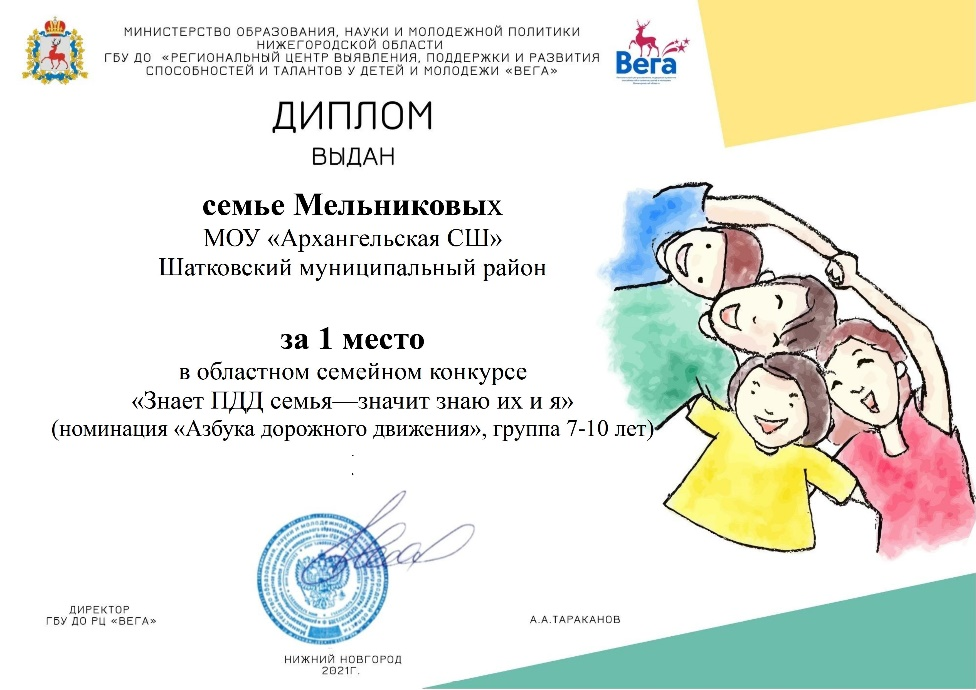 МИНИСТЕРСТВО ОБРАЗОВАНИЯ, НАУКИ И МОЛОДЕЖНОЙ ПОЛИТИКИ
НИЖЕГОРОДСКОЙ ОБЛАСТИ
ГБУ ДО «РЕГИОНАЛЬНЫЙ ЦЕНТР ВЫЯВЛЕНИЯ, ПОДДЕРЖКИ И РАЗВИТИЯ
СПОСОБНОСТЕЙ И ТАЛАНТОВ У ДЕТЕЙ И МОЛОДЕЖИ «ВЕГА»
Вега
ДИПЛОМ
ВЫДАН
семье Мельниковых
МОУ «Архангельская СШ»
Шатковский муниципальный район
за 1 место
в областном семейном конкурсе
«Знает ПДД семья—значит знаю их и я»
(номинация «Азбука дорожного движения», группа 7-10 лет)
ДИРЕКТОР
ГБУ ДО РЦ «ВЕГА»
А.А.ТАРАКАНОВ
НИЖНИЙ НОВГОРОД
2021Г.